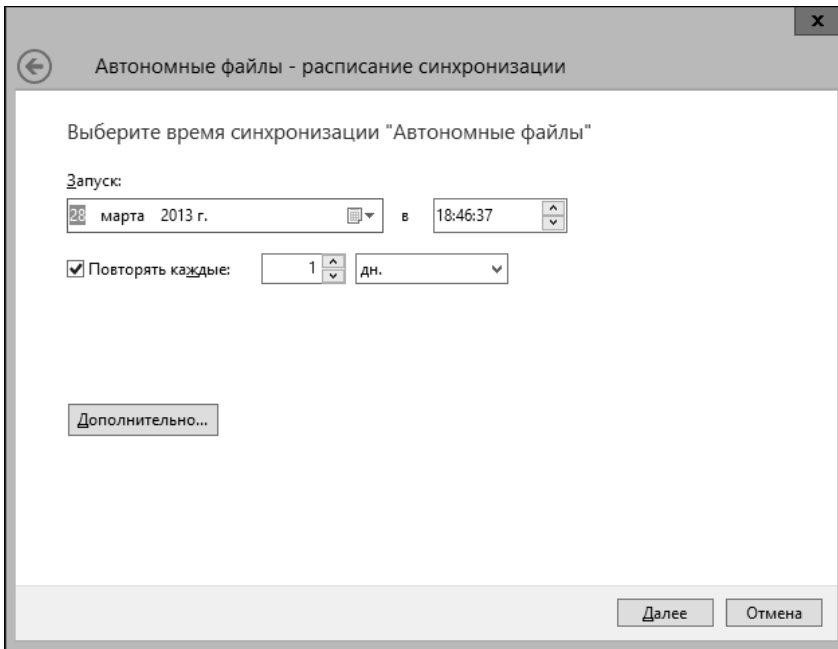 x
Автономные файлы - расписание синхронизации
Выберите время синхронизации "Автономные файлы"
Запуск:
28 марта 2013 г. в 18:46:37
Повторять каждые: 1 дн.
Дополнительно...
Далее Отмена